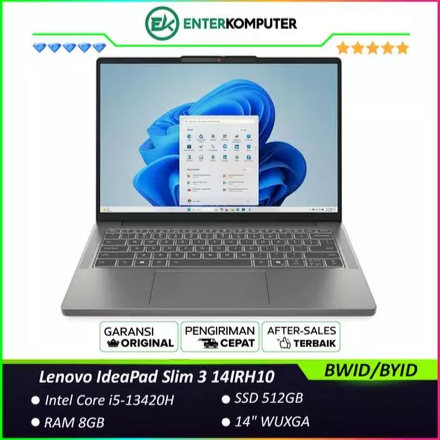 EK ENTERKOMPUTER
GARANSI
ORIGINAL
PENGIRIMAN
CEPAT
AFTER-SALES
TERBAIK
Lenovo IdeaPad Slim 3 14IRH10
BWID/BYID
Intel Core i5-13420H
SSD 512GB
RAM 8GB
14" WUXGA